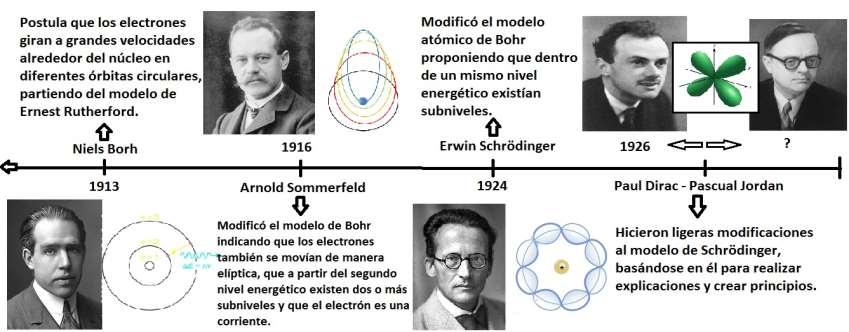 Postula que los electrones
giran a grandes velocidades
alrededor del núcleo en
diferentes órbitas circulares,
partiendo del modelo de
Ernest Rutherford.
Niels Borh
1913
1916
Arnold Sommerfeld
Modificó el modelo de Bohr
indicando que los electrones
también se movían de manera
elíptica, que a partir del segundo
nivel energético existen dos o más
subniveles y que el electrón es una
corriente.
Modificó el modelo
atómico de Bohr
proponiendo que dentro
de un mismo nivel
energético existían
subniveles.
Erwin Schrödinger
1924
1926
?
Paul Dirac - Pascual Jordan
Hicieron ligeras modificaciones
al modelo de Schrödinger,
basándose en él para realizar
explicaciones y crear principios.